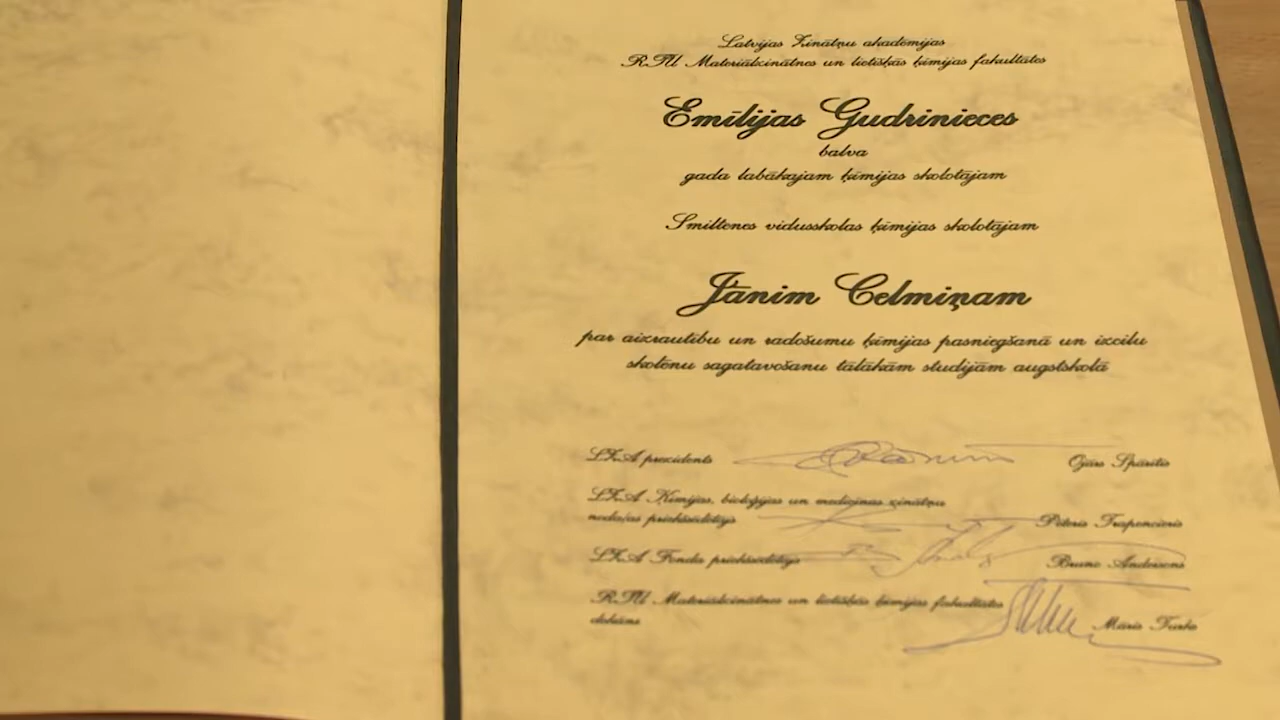 Latvijas Zinātņu akadēmijas
RTU Materiālzinātnes un lietišķās ķīmijas fakultātes
Emīlijas Gudrinieces
balva
gada labākajam ķīmijas skolotājam
Smiltenes vidusskolas ķīmijas skolotājam
Jānim Celmiņam
par aizrautību un radošumu ķīmijas pasniegšanā un izcilu
skolēnu sagatavošanu tālākām studijām augstskolā
LZA prezidents Ojārs Spārītis
LZA Ķīmijas, bioloģijas un medicīnas zinātņu
nodaļas priekšsēdētājs Pēteris Trapencieris
LZA Fonda priekšsēdētājs Bruno Andersons
RTU Materiālzinātnes un lietišķās ķīmijas fakultātes
dekāns Māris Turks